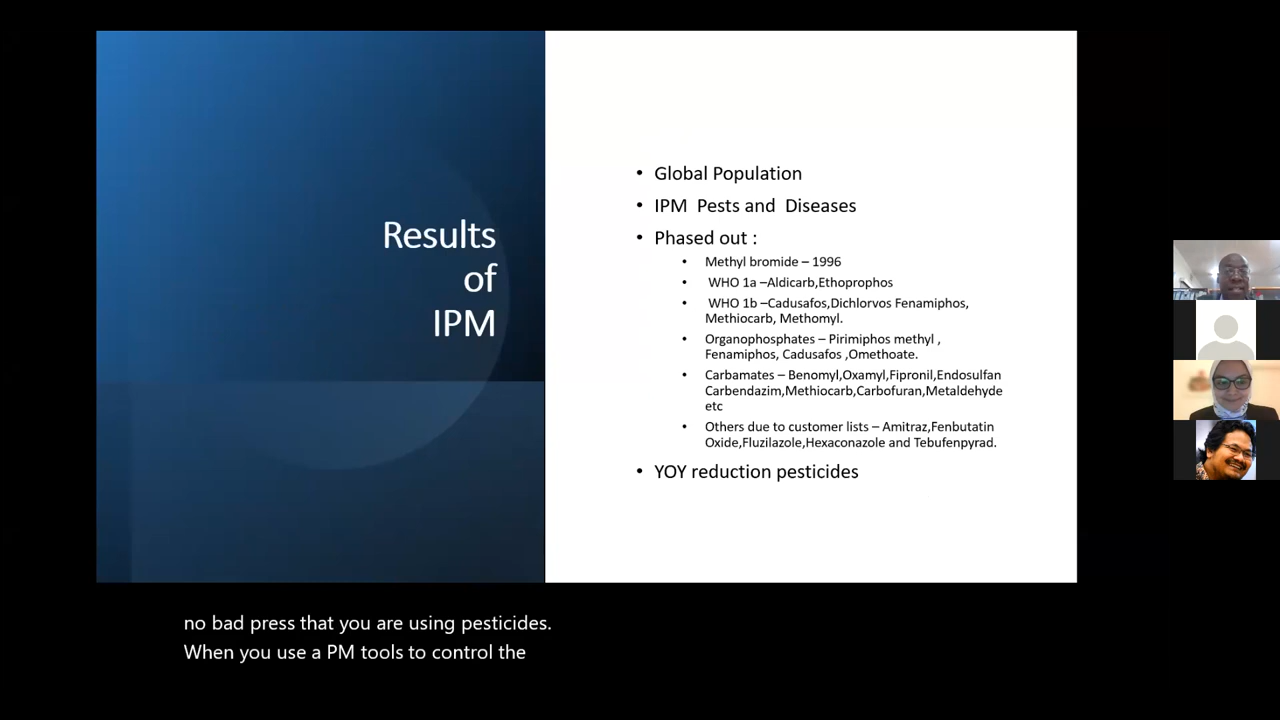 Results
of
IPM
• Global Population
• IPM Pests and Diseases
• Phased out :
• Methyl bromide – 1996
• WHO 1a –Aldicarb,Ethoprophos
• WHO 1b –Cadusafos,Dichlorvos Fenamiphos,
Methiocarb, Methomyl.
• Organophosphates – Pirimiphos methyl ,
Fenamiphos, Cadusafos ,Omethoate.
• Carbamates – Benomyl,Oxamyl,Fipronil,Endosulfan
Carbendazim,Methiocarb,Carbofuran,Metaldehyde
etc
• Others due to customer lists – Amitraz,Fenbutatin
Oxide,Fluzilazole,Hexaconazole and Tebufenpyrad.
• YOY reduction pesticides
no bad press that you are using pesticides.
When you use a PM tools to control the